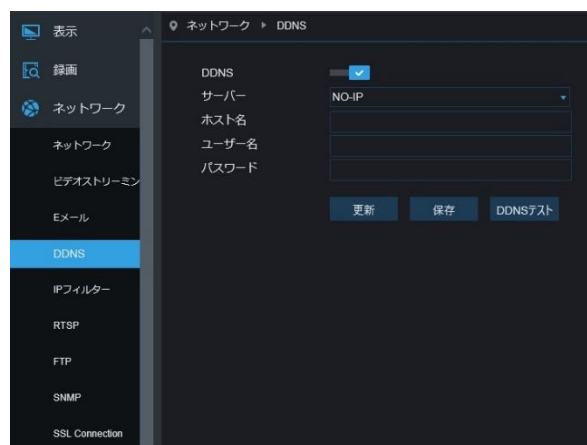 表示
録画
ネットワーク
ネットワーク
ビデオストリーミン
Eメール
DDNS
IPフィルター
RTSP
FTP
SNMP
SSL Connection
ネットワーク DDNS
DDNS
サーバー NO-IP
ホスト名
ユーザー名
パスワード
更新 保存 DDNSテスト